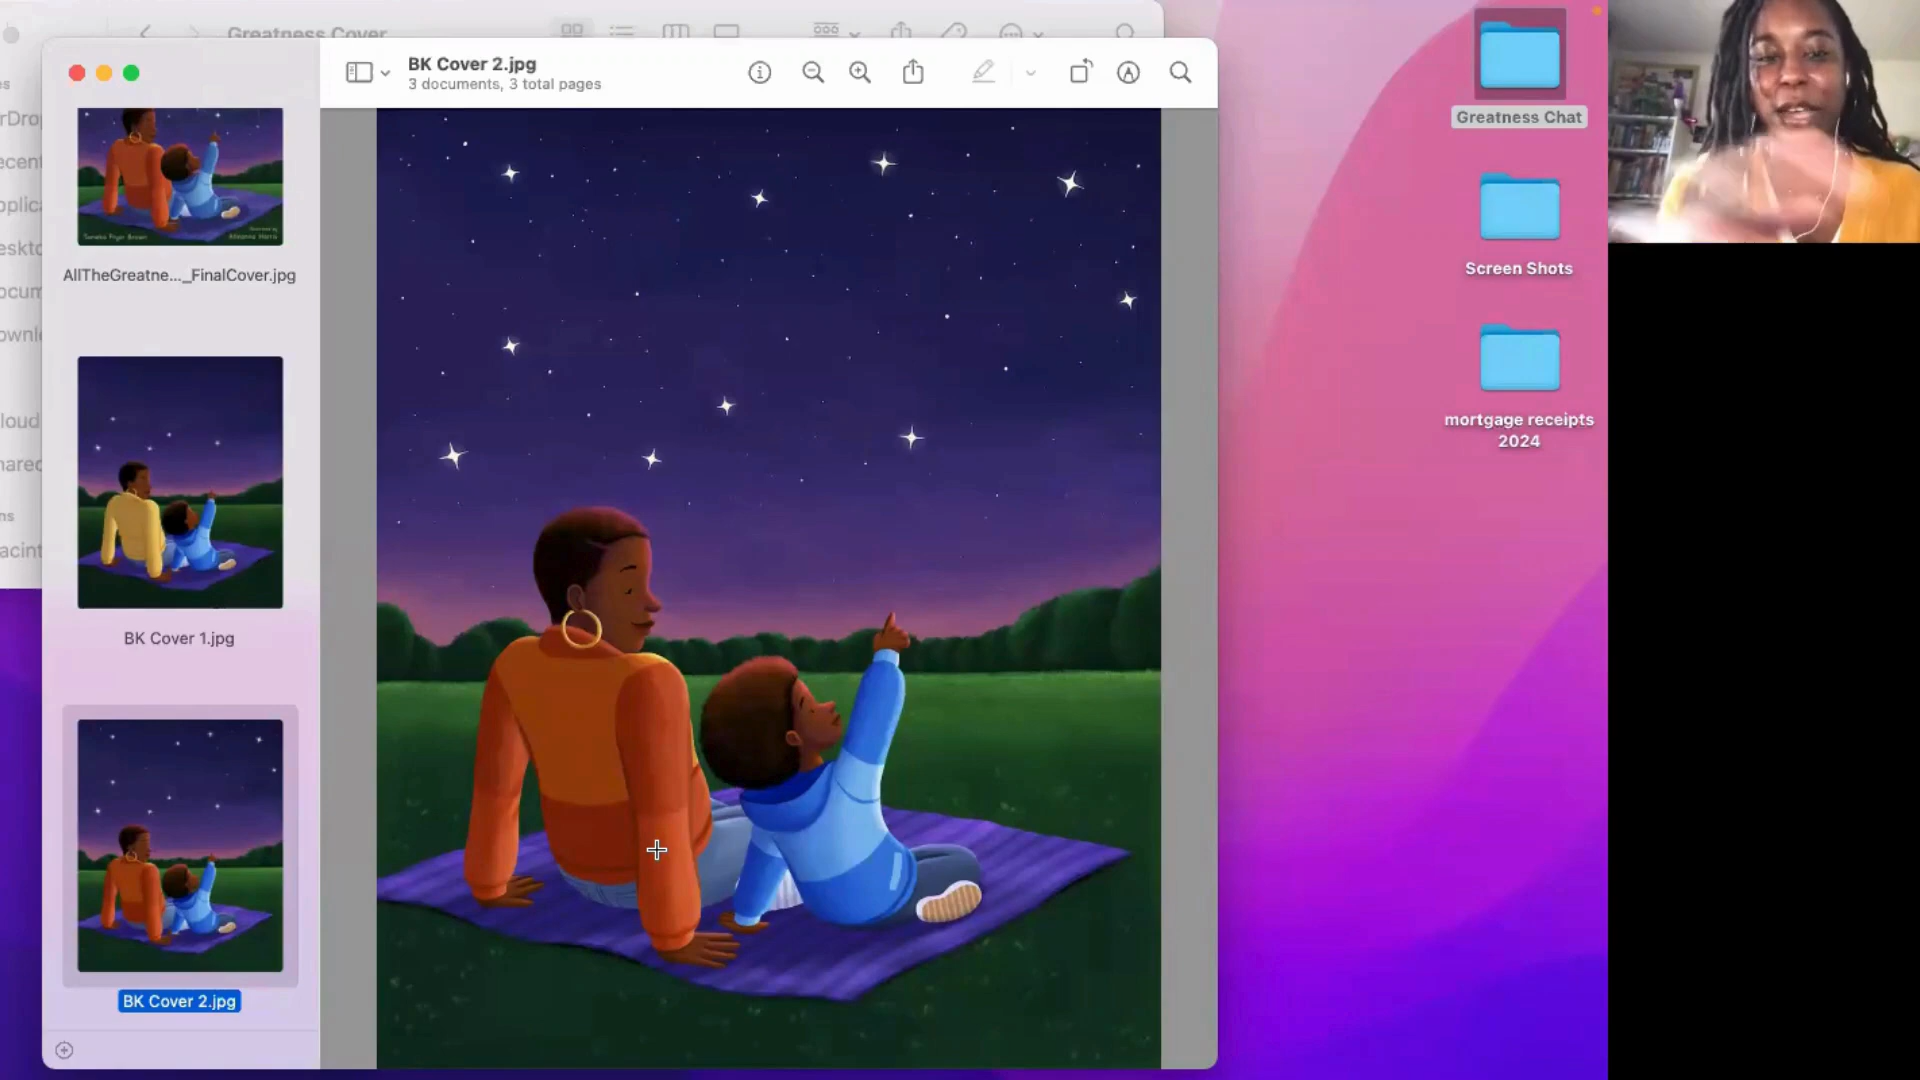 Greatness Cover
BK Cover 2.jpg
3 documents, 3 total pages
AllTheGreatne..._FinalCover.jpg
BK Cover 1.jpg
BK Cover 2.jpg
Greatness Chat
Screen Shots
mortgage receipts
2024